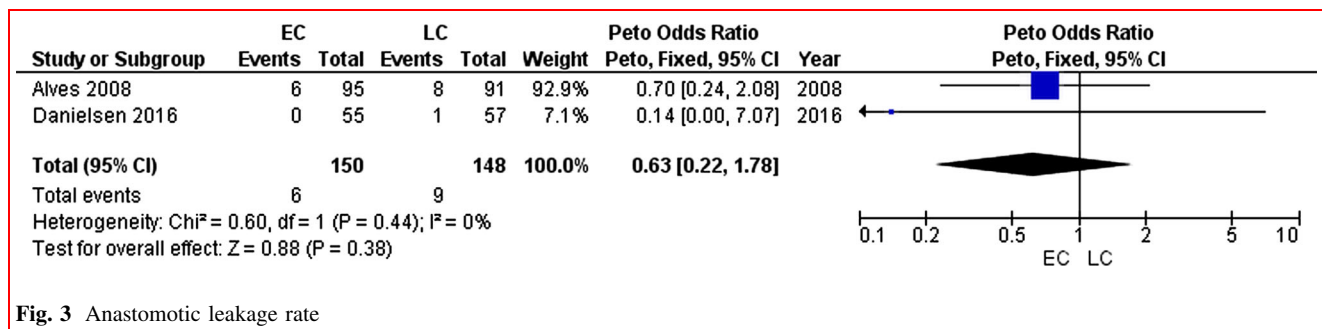 EC LC Peto Odds Ratio Peto Odds Ratio
Study or Subgroup Events Total Events Total Weight Peto, Fixed, 95% CI Year Peto, Fixed, 95% CI
Alves 2008 6 95 8 91 92.9% 0.70 [0.24, 2.08] 2008
Danielsen 2016 0 55 1 57 7.1% 0.14 [0.00, 7.07] 2016
Total (95% CI) 150 148 100.0% 0.63 [0.22, 1.78]
Total events 6 9
Heterogeneity: Chi² = 0.60, df = 1 (P = 0.44); I² = 0%
Test for overall effect: Z = 0.88 (P = 0.38)
0.1 0.2 0.5 1 2 5 10
EC LC
Fig. 3 Anastomotic leakage rate